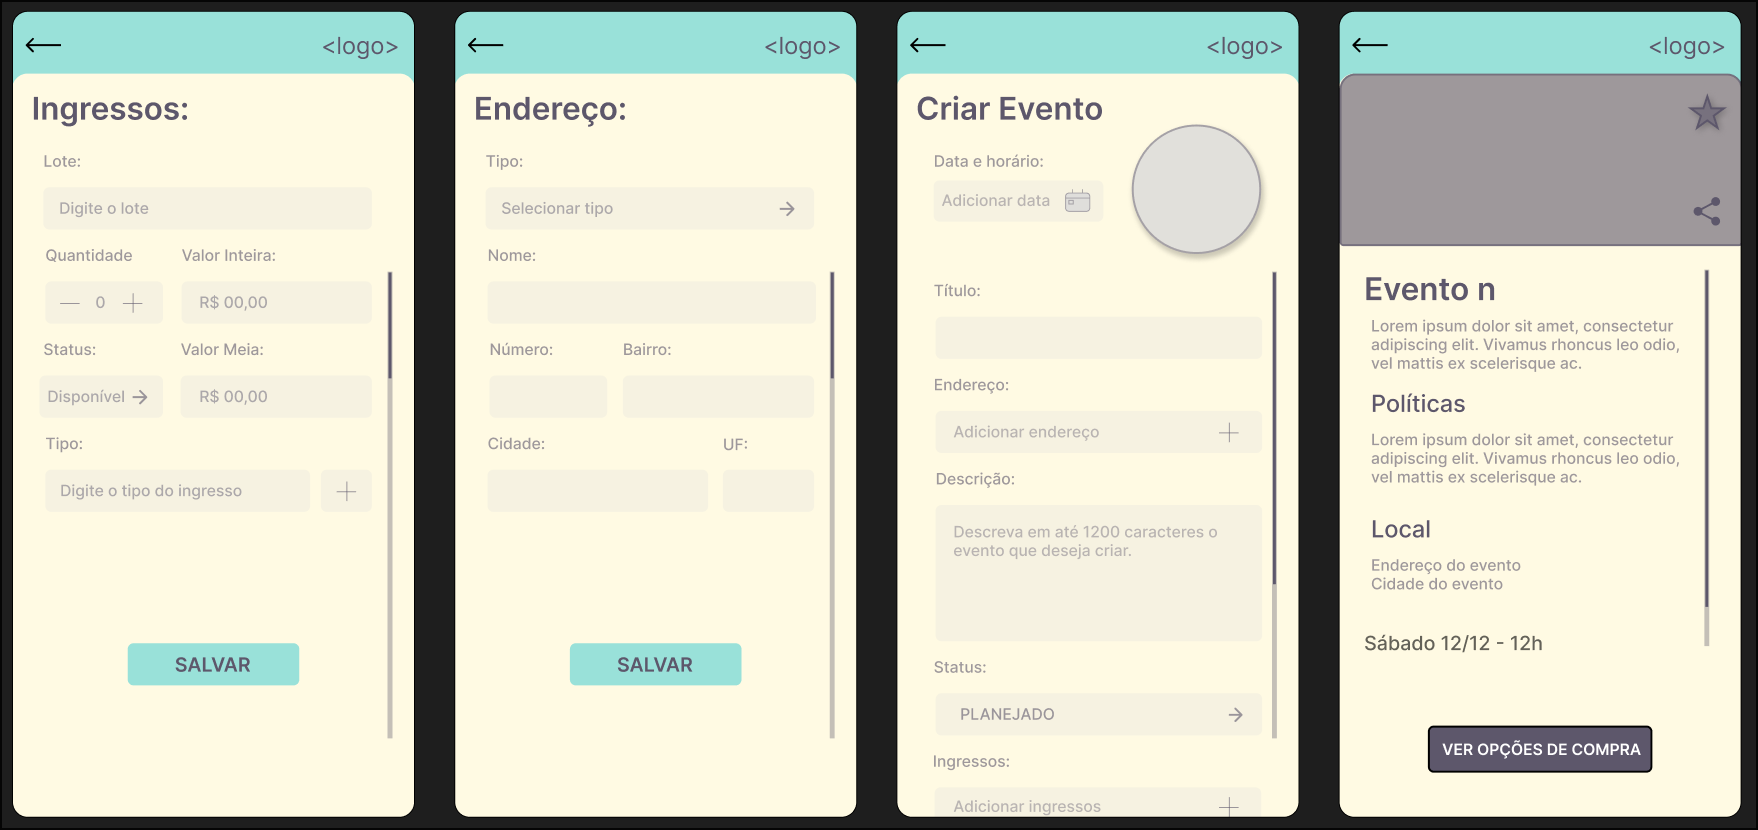 <logo>
Ingressos:
Lote:
Digite o lote
Quantidade
Valor Inteira:
0
R$ 00,00
Status:
Valor Meia:
Disponível
R$ 00,00
Tipo:
Digite o tipo do ingresso
SALVAR
<logo>
Endereço:
Tipo:
Selecionar tipo
Nome:
Número:
Bairro:
Cidade:
UF:
SALVAR
<logo>
Criar Evento
Data e horário:
Adicionar data
Título:
Endereço:
Adicionar endereço
Descrição:
Descreva em até 1200 caracteres o
evento que deseja criar.
Status:
PLANEJADO
Ingressos:
Adicionar ingressos
<logo>
Evento n
Lorem ipsum dolor sit amet, consectetur
adipiscing elit. Vivamus rhoncus leo odio,
vel mattis ex scelerisque ac.
Políticas
Lorem ipsum dolor sit amet, consectetur
adipiscing elit. Vivamus rhoncus leo odio,
vel mattis ex scelerisque ac.
Local
Endereço do evento
Cidade do evento
Sábado 12/12 - 12h
VER OPÇÕES DE COMPRA